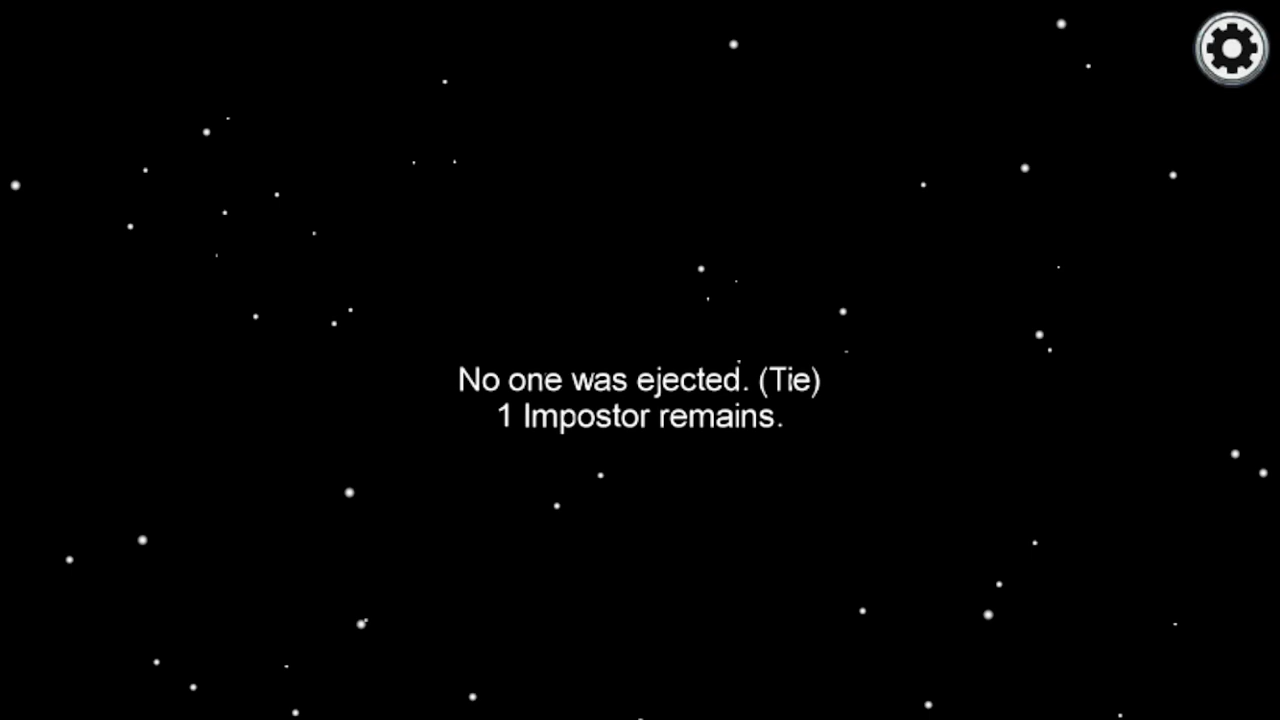 No one was ejected. (Tie)
1 Impostor remains.